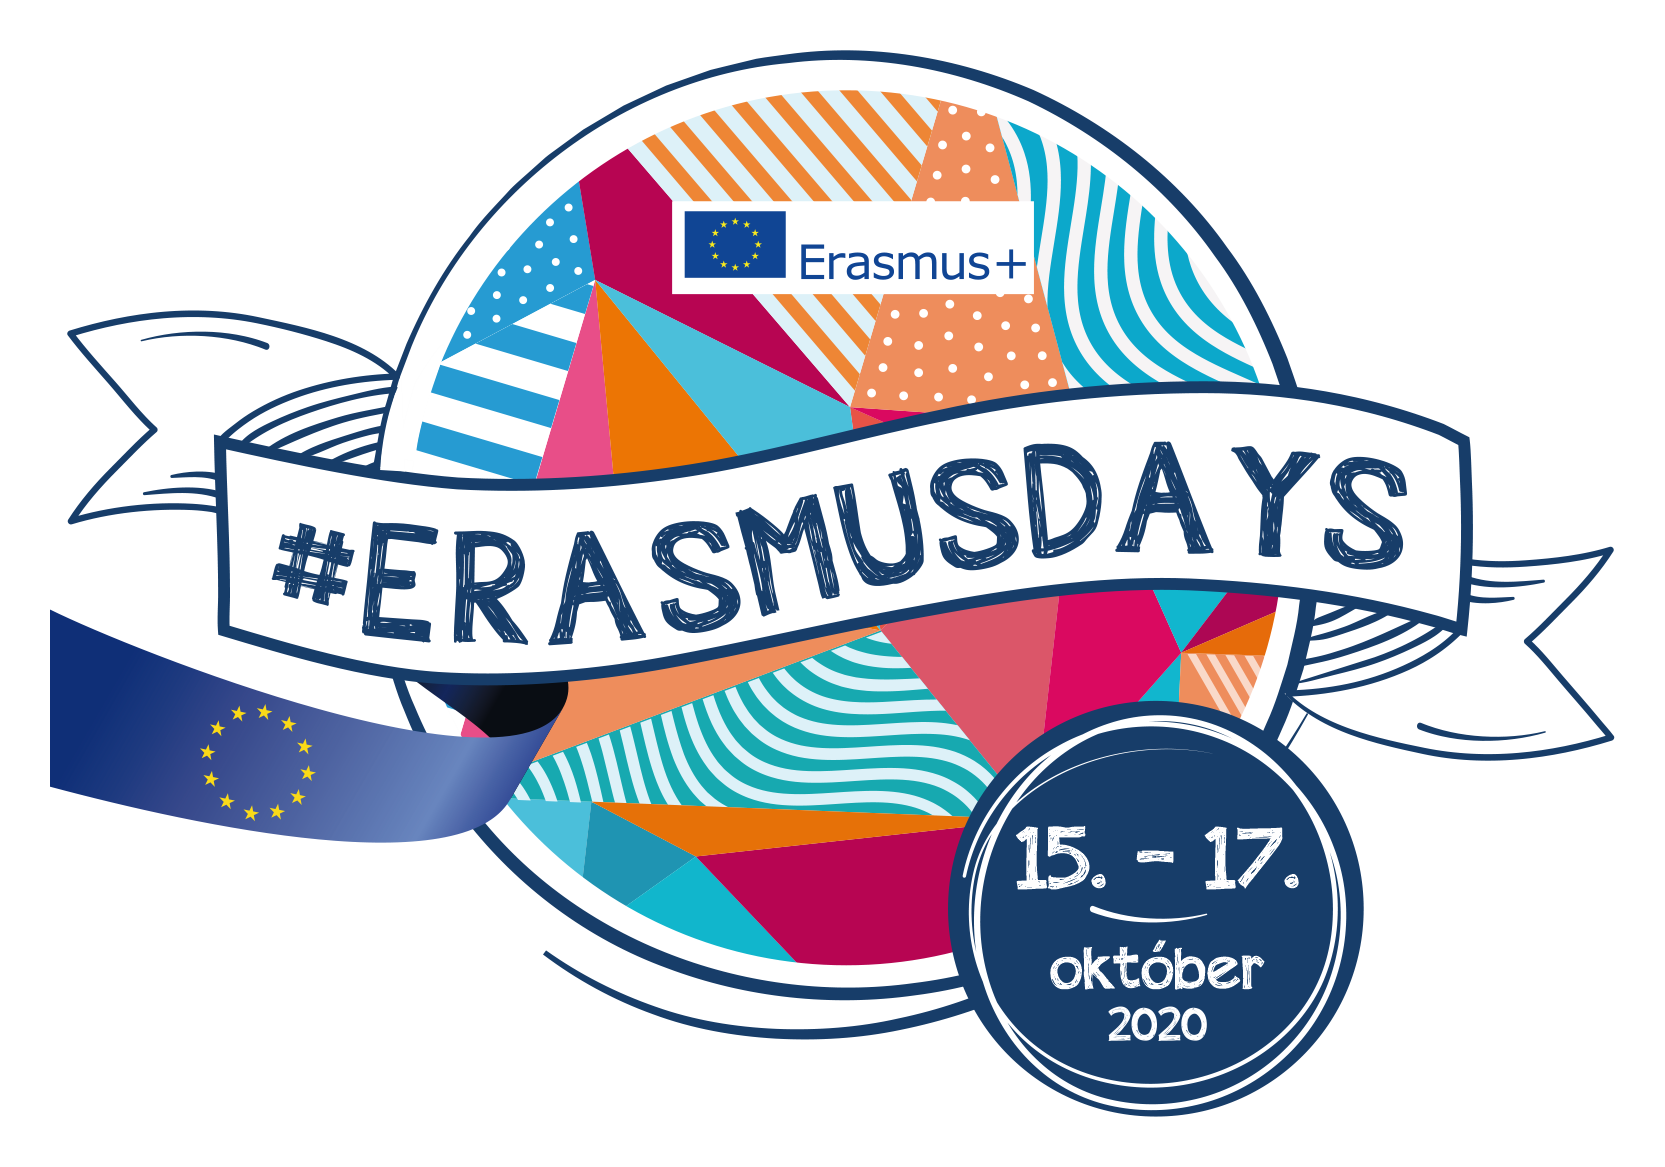 Erasmus+
#ERASMUSDAYS
15. - 17.
október
2020